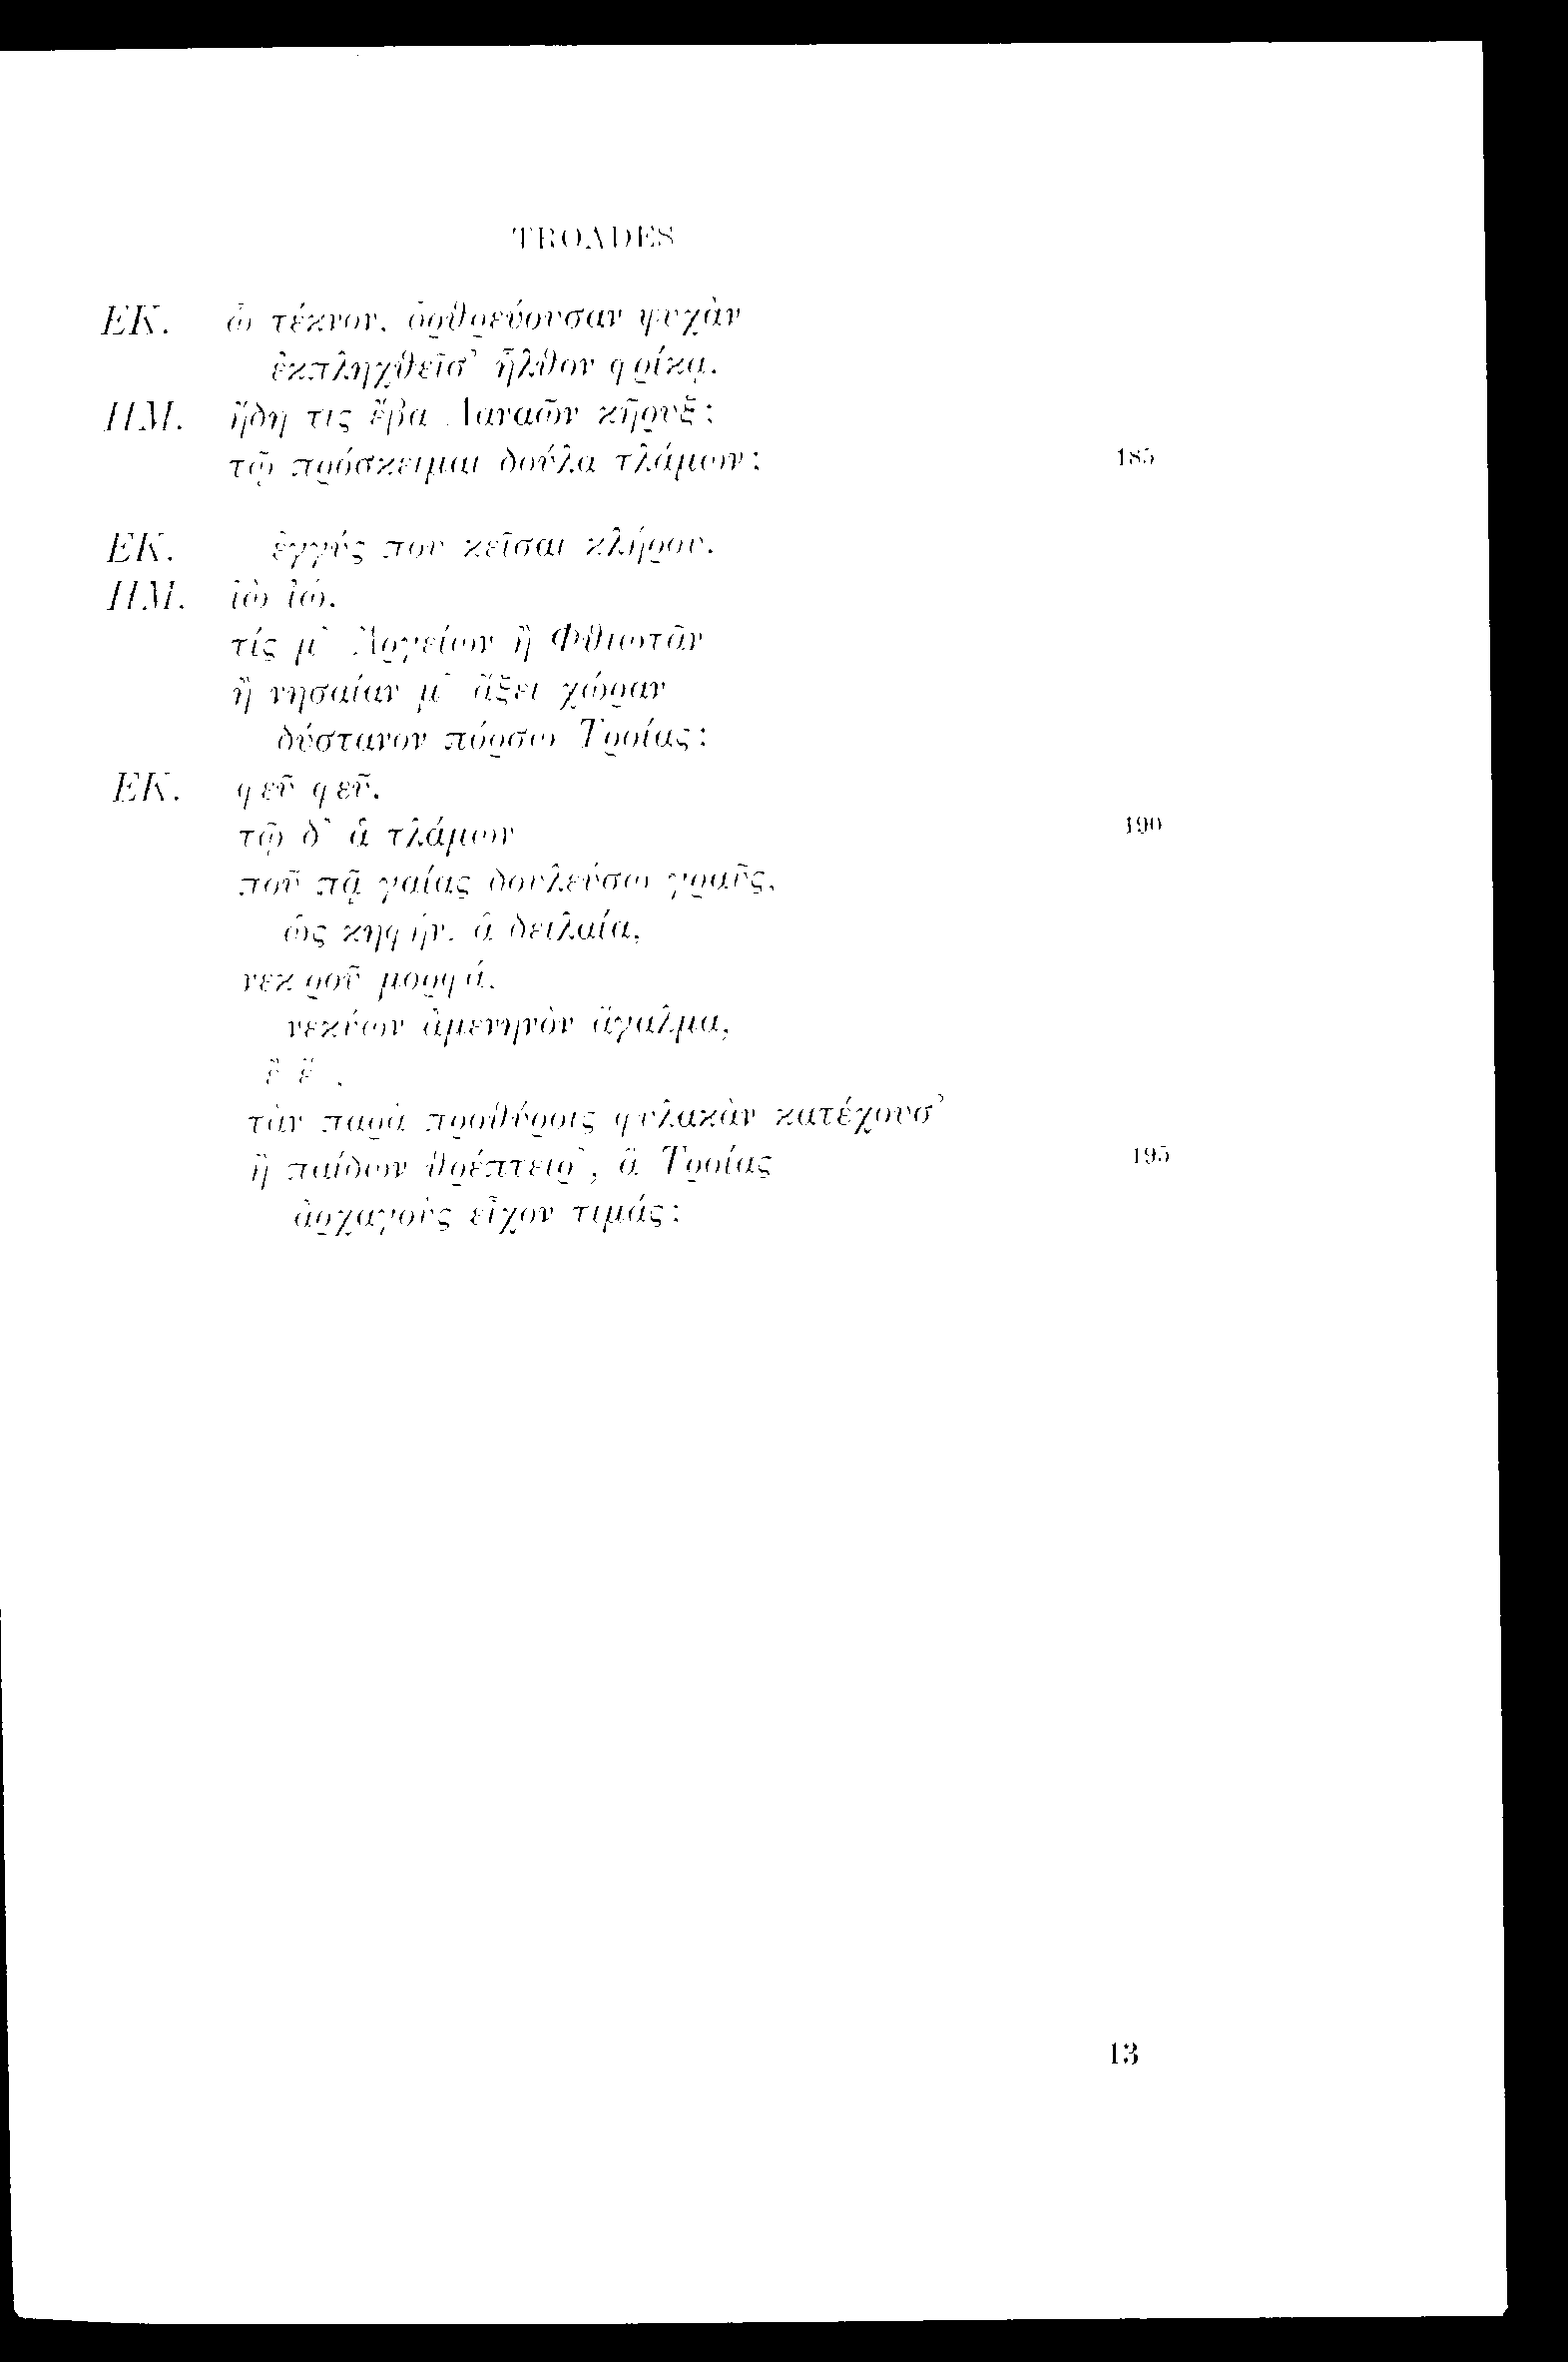 TROADES
ΕΚ. ὦ τέκνον, ὀρθρεύουσαν ψυχὰν
ἐκπληχθεῖσ’ ἦλθον φρίκᾳ.
ΗΜ. ἤδη τις ἔβα Δαναῶν κῆρυξ;
τῷ πρόσκειμαι δούλα τλάμων; 185
ΕΚ. ἐγγύς που κεῖσαι κλήρου.
ΗΜ. ἰὼ ἰώ.
τίς μ’ Ἀργείων ἢ Φθιωτᾶν
ἢ νησαίαν μ’ ἄξει χώραν
δύστανον πόρσω Τροίας;
ΕΚ. φεῦ φεῦ.
τῷ δ’ ἁ τλάμων 190
ποῦ πᾷ γαίας δουλεύσω γραῦς,
ὡς κηφήν, ἁ δειλαία,
νεκροῦ μορφά,
νεκύων ἀμενηνὸν ἄγαλμα,
ἒ ἔ,
τὰν παρὰ προθύροις φυλακὰν κατέχουσ’
ἢ παίδων θρέπτειρ’, ἃ Τροίας 195
ἀρχαγοὺς εἶχον τιμάς;
13